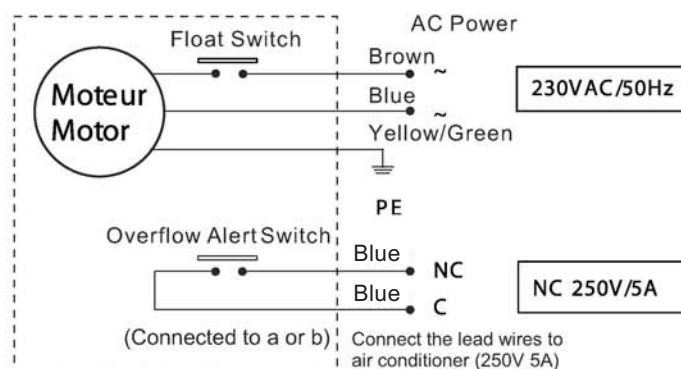 AC Power
Float Switch
Brown
~
Moteur
Motor
Blue
~
230VAC/50Hz
Yellow/Green
PE
Overflow Alert Switch
Blue
NC
Blue
C
NC 250V/5A
(Connected to a or b)
Connect the lead wires to
air conditioner (250V 5A)